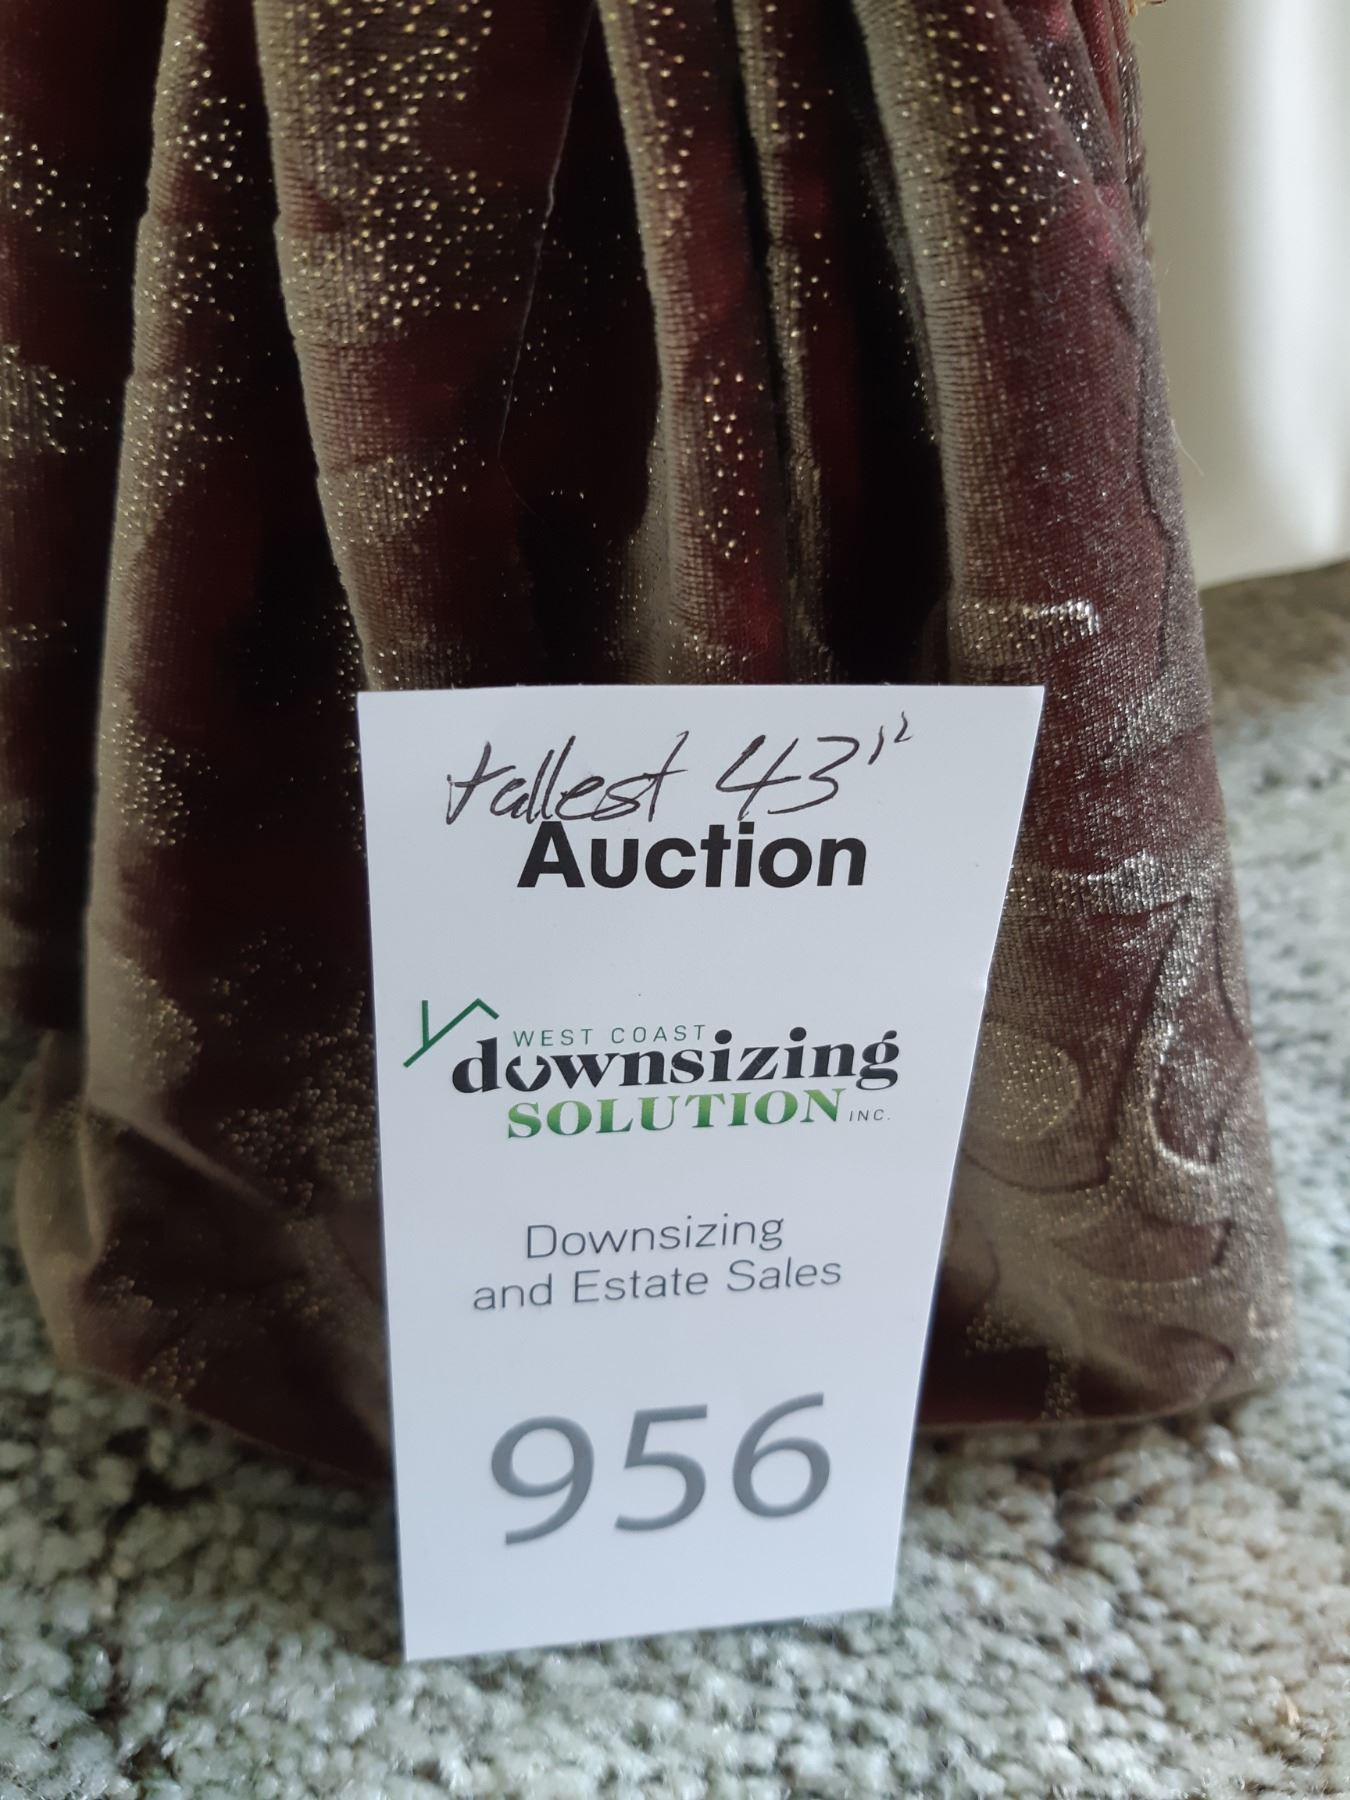 tallest 43"
Auction
WEST COAST
downsizing
SOLUTION INC.
Downsizing
and Estate Sales
956